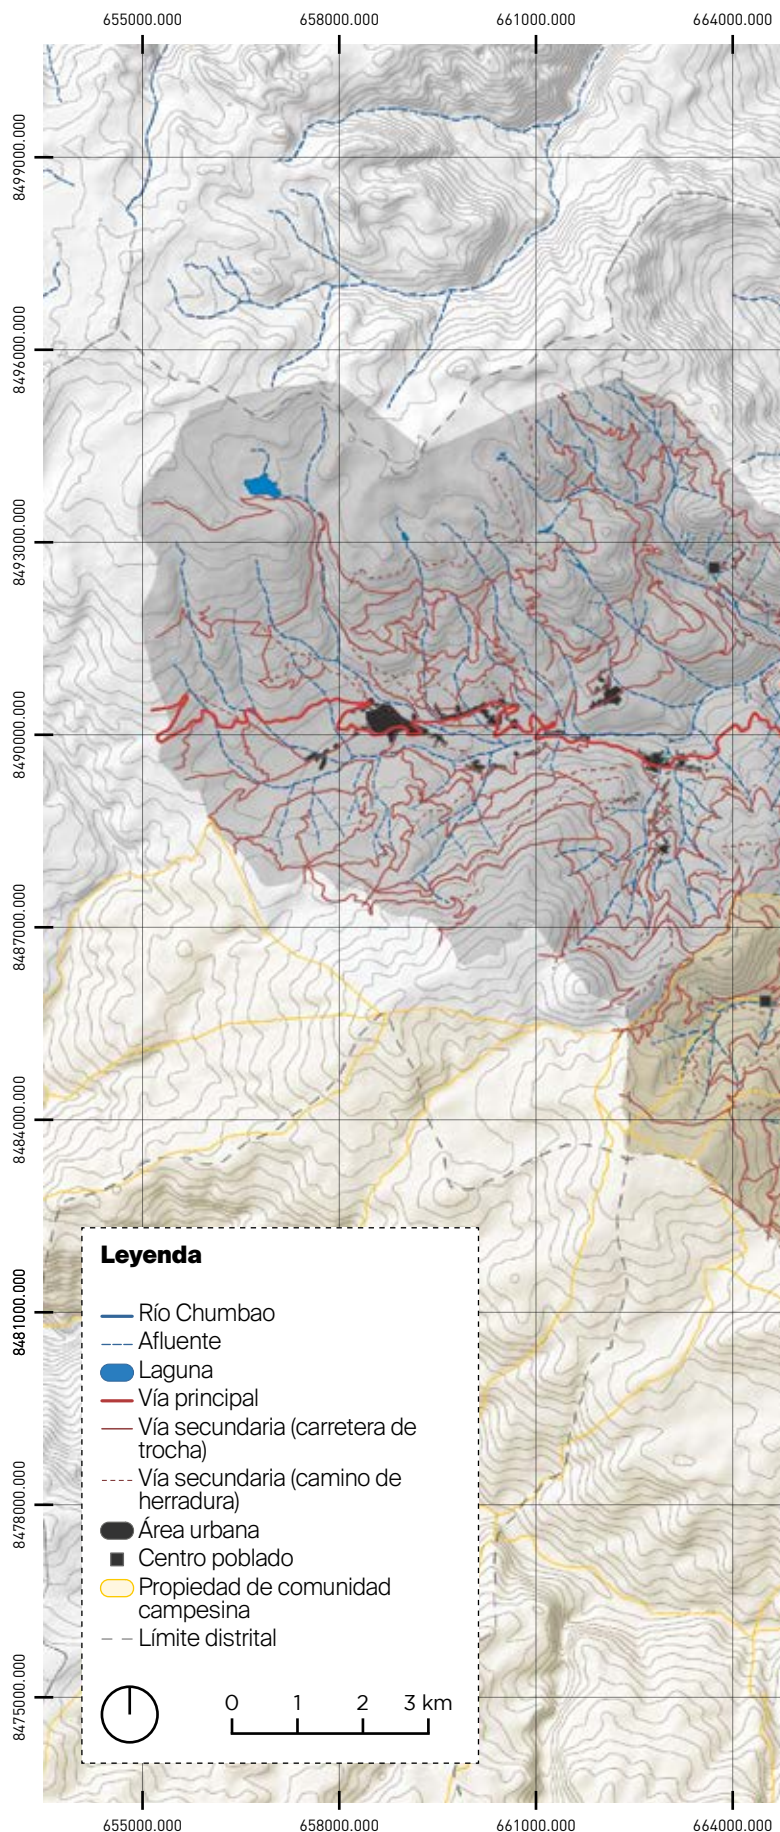 655000.000 658000.000 661000.000 664000.000
8499000.000
8496000.000
8493000.000
8490000.000
8487000.000
8484000.000
8481000.000
8478000.000
8475000.000
Leyenda
Río Chumbao
Afluente
Laguna
Vía principal
Vía secundaria (carretera de
trocha)
Vía secundaria (camino de
herradura)
Área urbana
Centro poblado
Propiedad de comunidad
campesina
Límite distrital
0 1 2 3 km
655000.000 658000.000 661000.000 664000.000